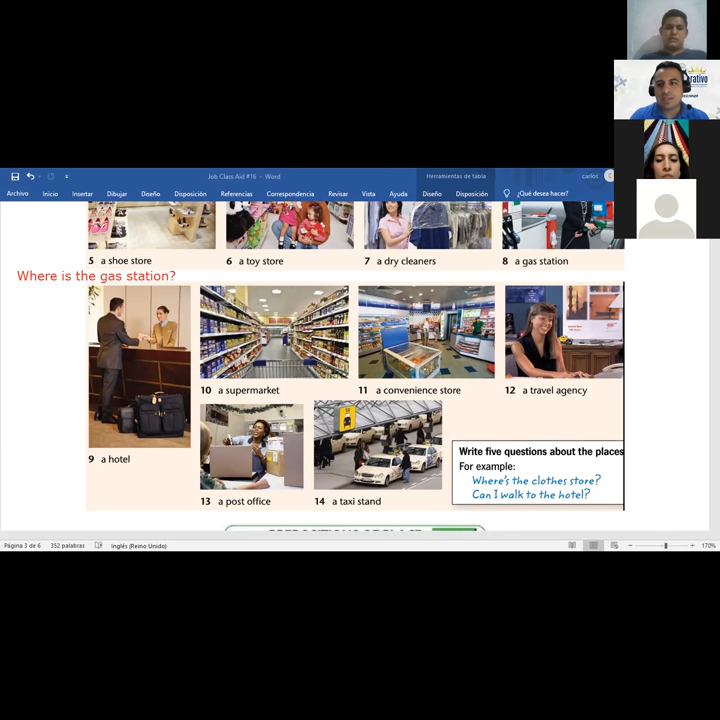 Job Class Aid #16 - Word
Herramientas de tabla
carlos
Archivo Inicio Insertar Dibujar Diseño Disposición Referencias Correspondencia Revisar Vista Ayuda Diseño Disposición ¿Qué desea hacer?
5 a shoe store 6 a toy store 7 a dry cleaners 8 a gas station
Where is the gas station?
10 a supermarket 11 a convenience store 12 a travel agency
9 a hotel
13 a post office 14 a taxi stand
Write five questions about the places
For example:
Where's the clothes store?
Can I walk to the hotel?
Página 3 de 6 352 palabras Inglés (Reino Unido) 170%